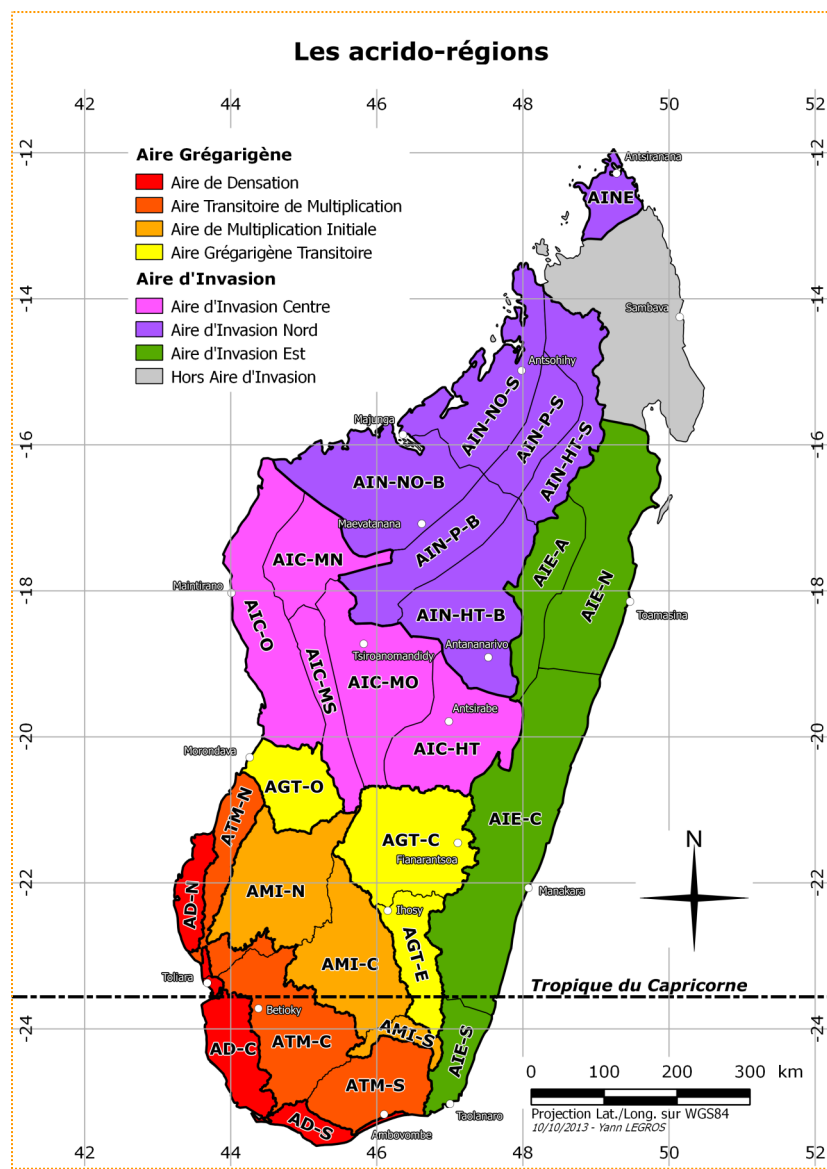 Les acrido-régions
42
44
46
48
50
52
-12
-12
Antsiranana
Aire Grégarigène
Aire de Densation
Aire Transitoire de Multiplication
Aire de Multiplication Initiale
Aire Grégarigène Transitoire
Aire d'Invasion
Aire d'Invasion Centre
Aire d'Invasion Nord
Aire d'Invasion Est
Hors Aire d'Invasion
AINE
-14
-14
Sambava
Antsohihy
AIN-NO-S
AIN-P-S
AIN-HT-S
Majunga
-16
-16
AIN-NO-B
Maevatanana
AIN-P-B
AIC-MN
AIE-A
AIE-N
Maintirano
-18
-18
Toamasina
AIC-O
AIN-HT-B
Antananarivo
Tsiroanomandidy
AIC-MS
AIC-MO
Antsirabe
AIC-HT
-20
-20
Morondava
AGT-O
ATM-N
AIE-C
AGT-C
Fianarantsoa
N
-22
-22
AD-N
AMI-N
Manakara
Ihosy
AGT-E
AMI-C
Toliara
Tropique du Capricorne
Betioky
-24
-24
AD-C
ATM-C
AMI-S
AIE-S
ATM-S
AD-S
Ambovombe
Taolanaro
0
100
200
300
km
Projection Lat./Long. sur WGS84
10/10/2013 - Yann LEGROS
42
44
46
48
50
52